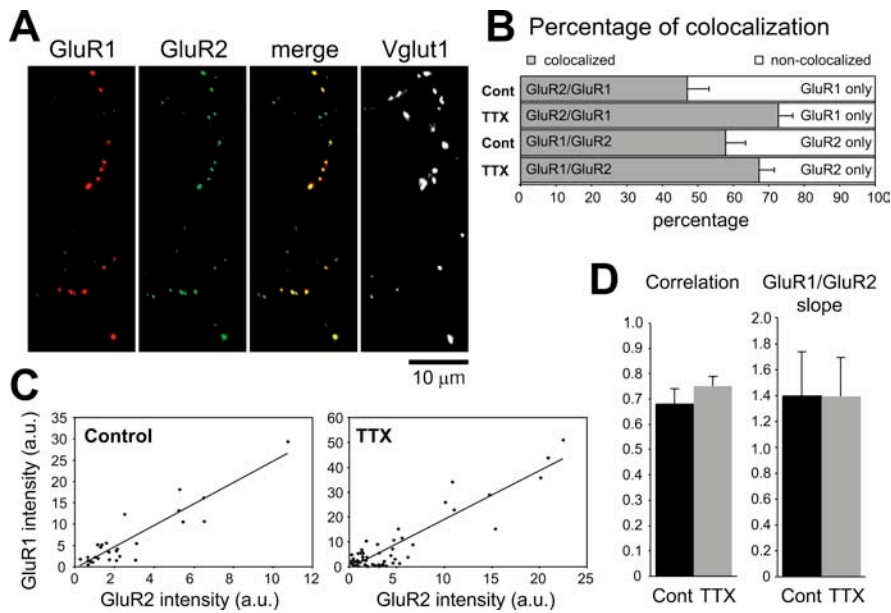 A
GluR1 GluR2 merge Vglut1
10 μm
B Percentage of colocalization
colocalized non-colocalized
Cont GluR2/GluR1 GluR1 only
TTX GluR2/GluR1 GluR1 only
Cont GluR1/GluR2 GluR2 only
TTX GluR1/GluR2 GluR2 only
0 10 20 30 40 50 60 70 80 90 100
percentage
C
GluR1 intensity (a.u.)
Control
35
30
25
20
15
10
5
0
0 2 4 6 8 10 12
GluR2 intensity (a.u.)
TTX
60
50
40
30
20
10
0
0 5 10 15 20 25
GluR2 intensity (a.u.)
D
Correlation
1
0.9
0.8
0.7
0.6
0.5
0.4
0.3
0.2
0.1
0
Cont TTX
GluR1/GluR2
slope
2.0
1.8
1.6
1.4
1.2
1.0
0.8
0.6
0.4
0.2
0
Cont TTX